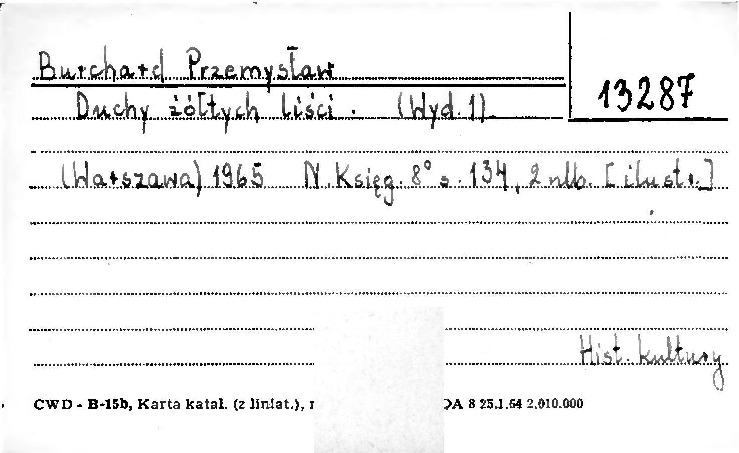 Burchard Przemysław
13287
Duchy żółtych liści. (Wyd. 1)
(Warszawa) 1965 N. Księg. 8° s. 134, 2 nlb. [ilustr.]
Hist. kultury
CWD - B-15b, Karta katal. (z liniat.), DA 8 25.1.64 2.010.000